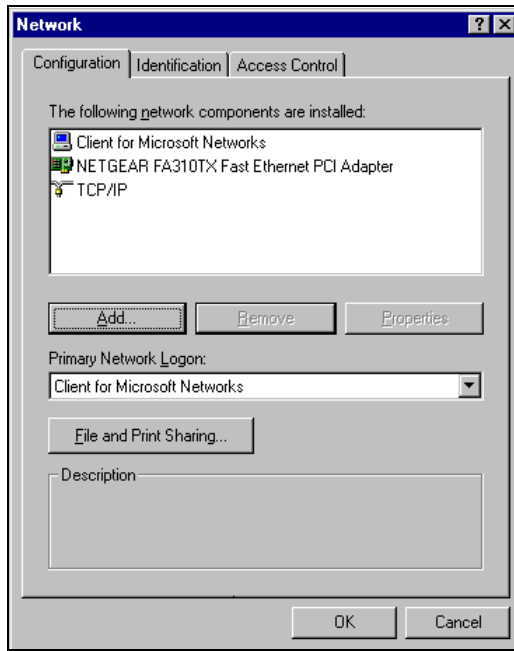 Network
Configuration Identification Access Control
The following network components are installed:
Client for Microsoft Networks
NETGEAR FA310TX Fast Ethernet PCI Adapter
TCP/IP
Add... Remove Properties
Primary Network Logon:
Client for Microsoft Networks
File and Print Sharing...
Description
OK Cancel